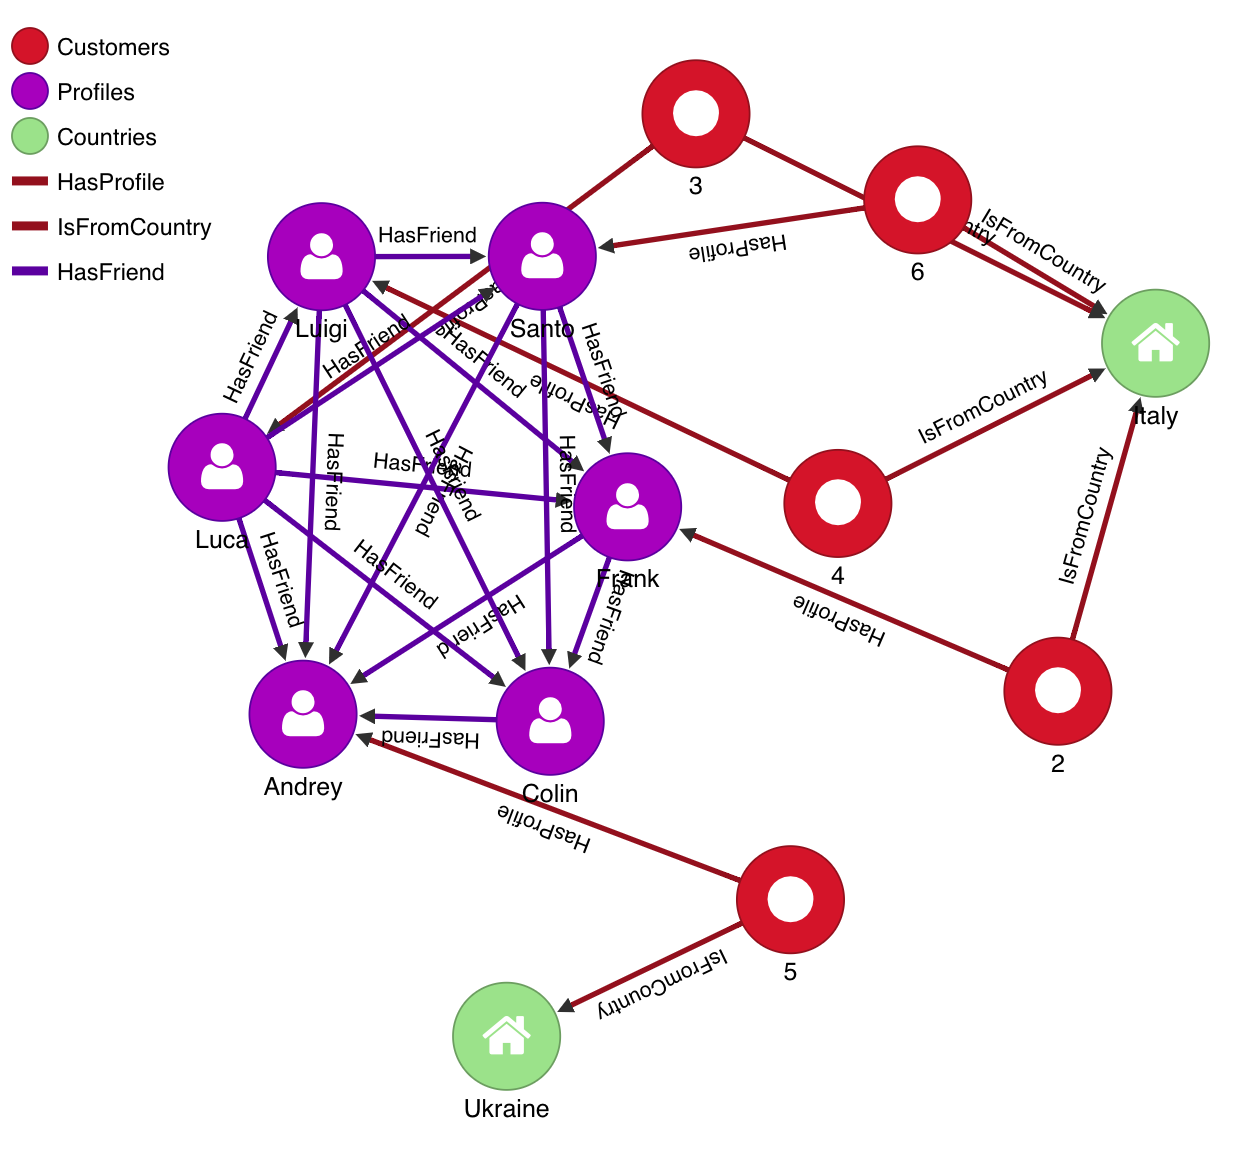 Customers
Profiles
Countries
HasProfile
IsFromCountry
HasFriend
3
6
HasProfile
IsFromCountry
ntry
HasFriend
Luigi
Santo
HasFriend
HasFriend
HasFriend
HasFriend
HasProfile
IsFromCountry
Italy
HasFriend
HasFriend
HasFriend
HasFriend
HasFriend
Luca
Frank
4
IsFromCountry
HasProfile
HasFriend
HasFriend
HasFriend
HasFriend
2
HasFriend
Andrey
Colin
HasProfile
5
IsFromCountry
Ukraine